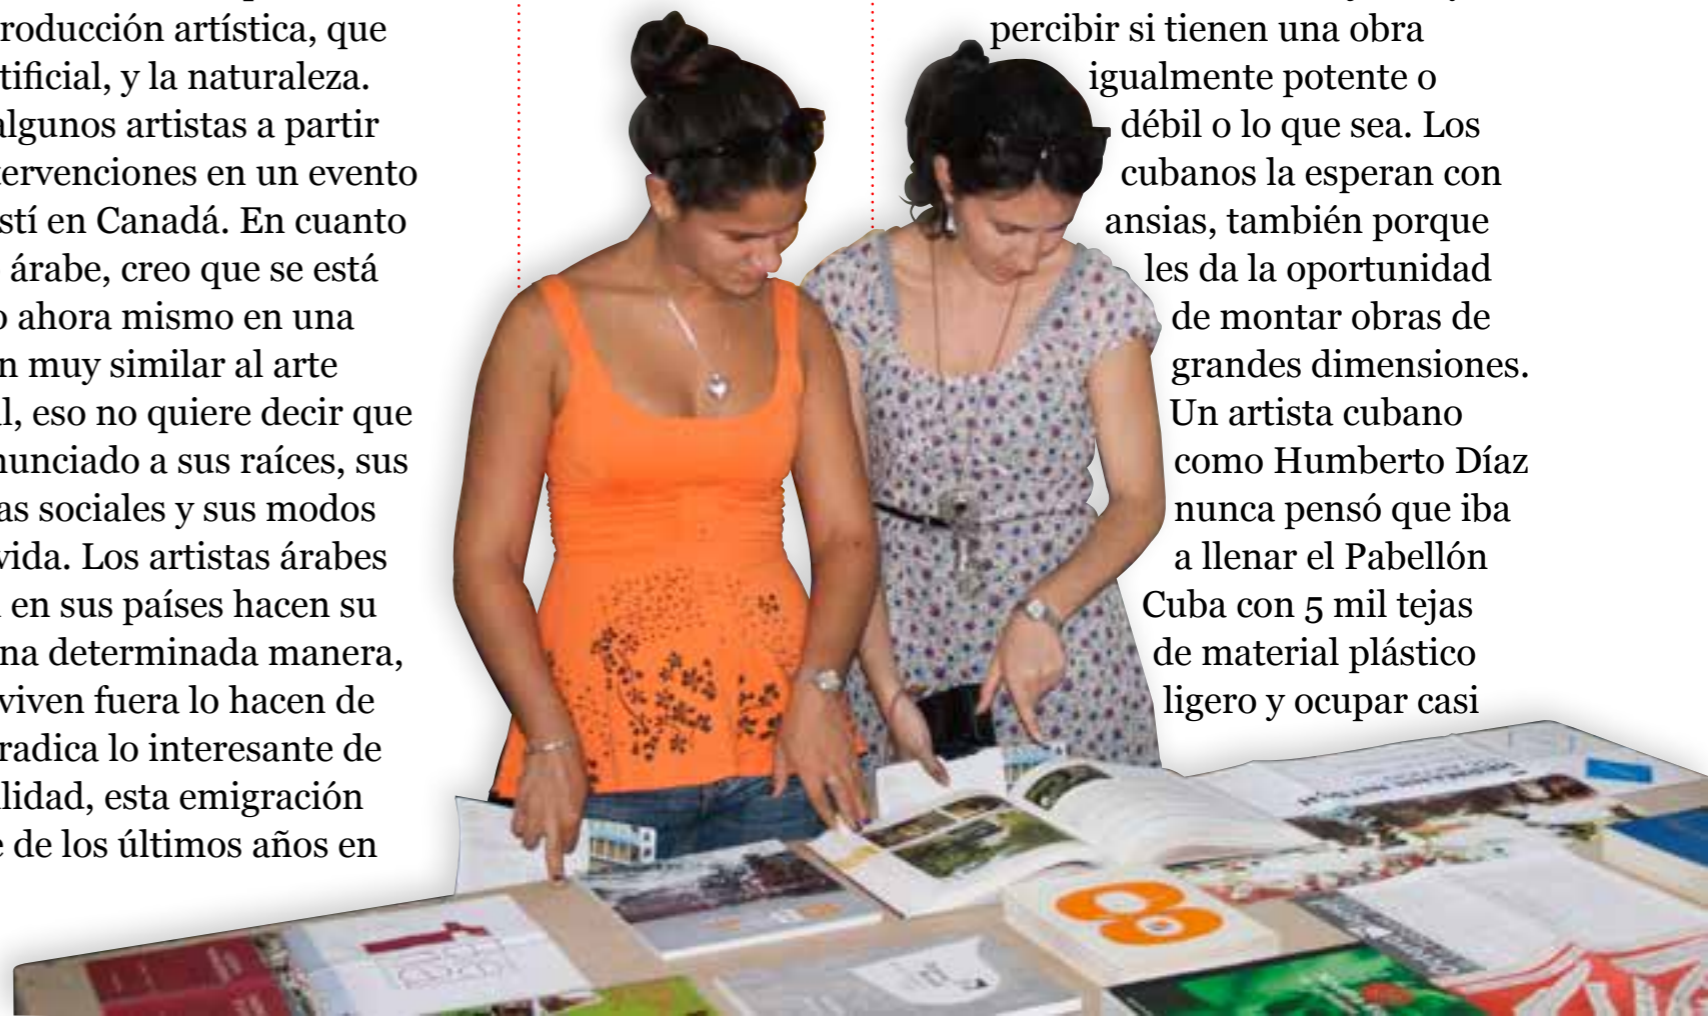 roducción artística, que
tificial, y la naturaleza.
algunos artistas a partir
tervenciones en un evento
stí en Canadá. En cuanto
árabe, creo que se está
o ahora mismo en una
n muy similar al arte
l, eso no quiere decir que
nunciado a sus raíces, sus
as sociales y sus modos
vida. Los artistas árabes
en sus países hacen su
na determinada manera,
viven fuera lo hacen de
radica lo interesante de
lidad, esta emigración
e de los últimos años en
percibir si tienen una obra
igualmente potente o
débil o lo que sea. Los
cubanos la esperan con
ansias, también porque
les da la oportunidad
de montar obras de
grandes dimensiones.
Un artista cubano
como Humberto Díaz
nunca pensó que iba
a llenar el Pabellón
Cuba con 5 mil tejas
de material plástico
ligero y ocupar casi